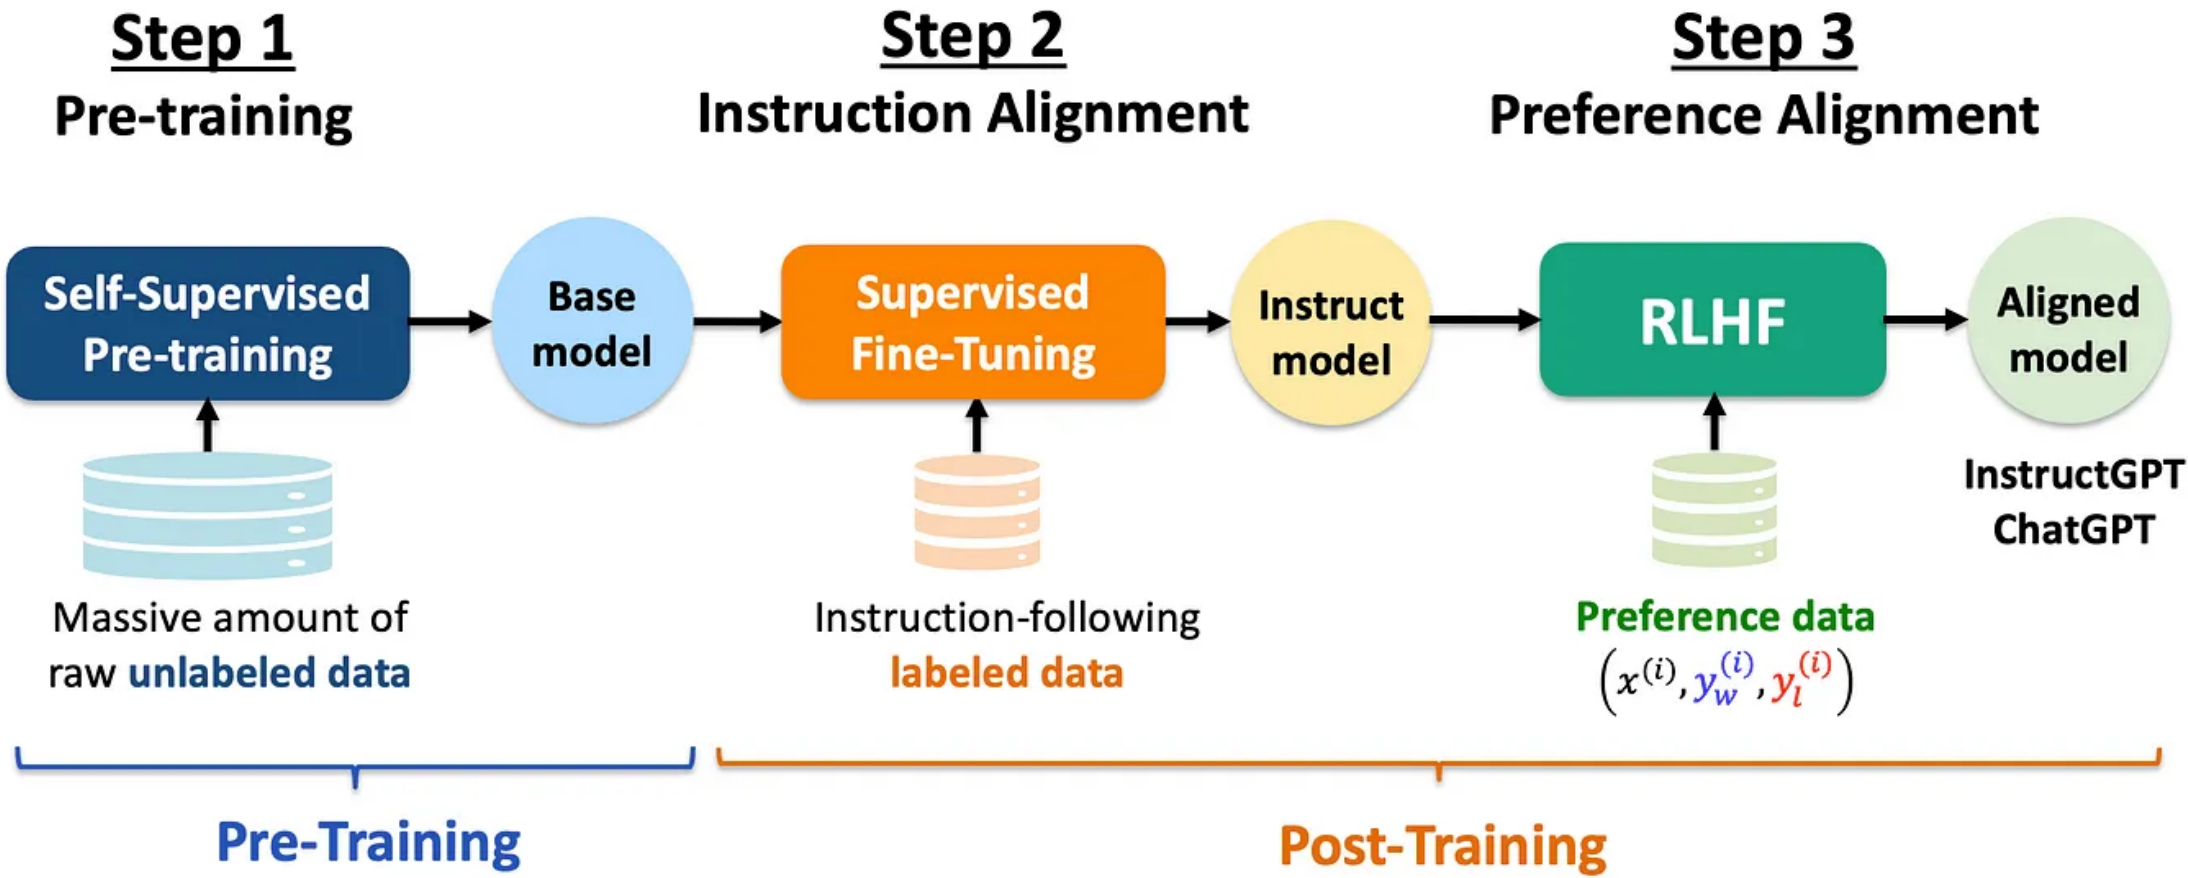 Step 1
Pre-training
Step 2
Instruction Alignment
Step 3
Preference Alignment
Self-Supervised
Pre-training
Base
model
Supervised
Fine-Tuning
Instruct
model
RLHF
Aligned
model
InstructGPT
ChatGPT
Massive amount of
raw unlabeled data
Instruction-following
labeled data
Preference data
(x^(i), y_w^(i), y_l^(i))
Pre-Training
Post-Training